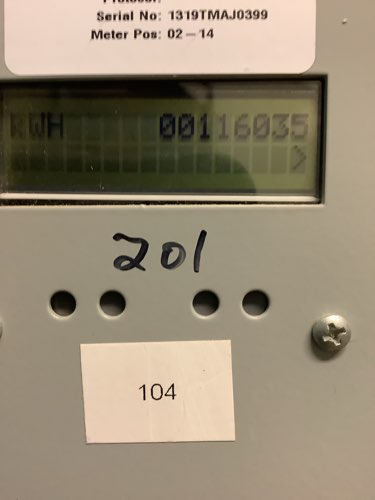 Serial No: 1319TMAJ0399
Meter Pos: 02-14
KWH 00116035
>
201
104